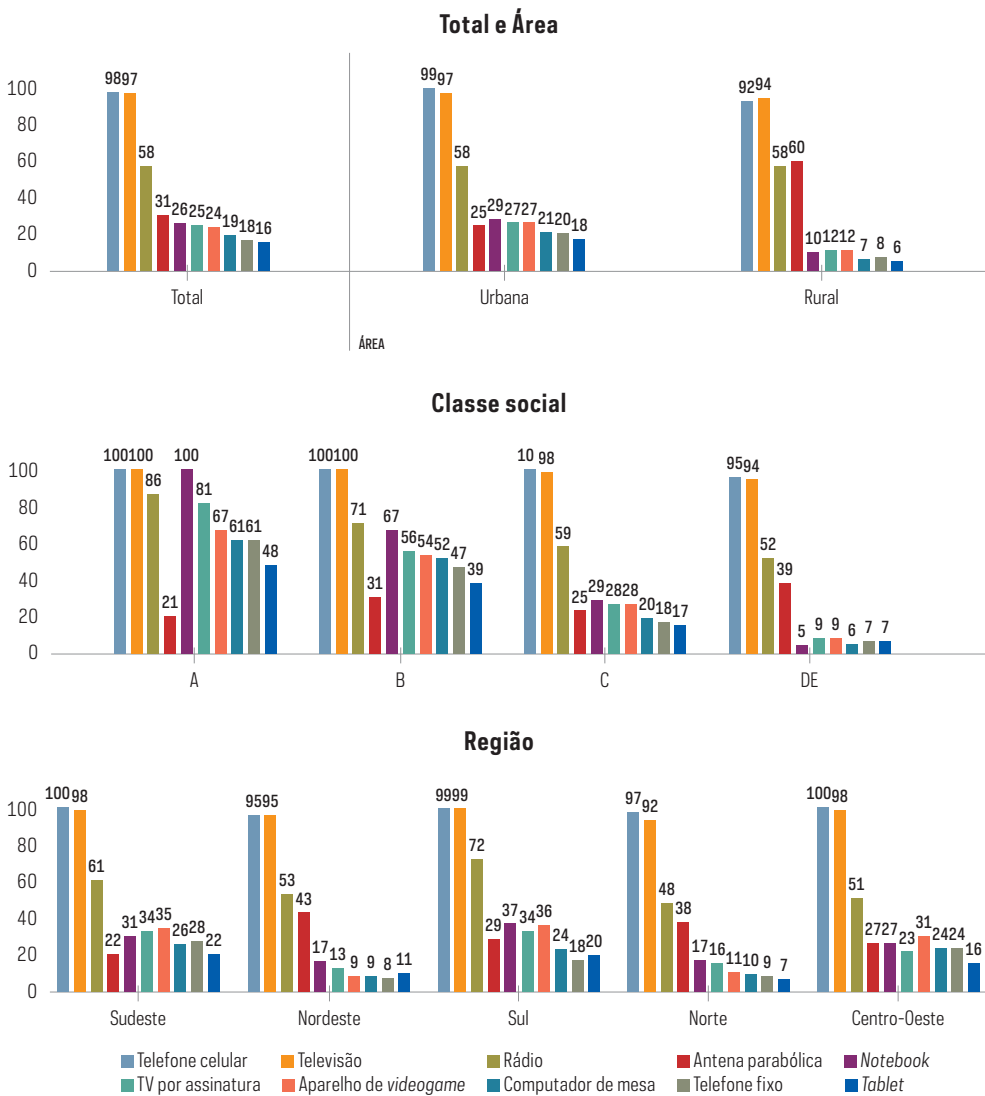 Total e Área
100
80
60
40
20
0
98 97 58 31 26 25 24 19 18 16
99 97 58 25 29 27 27 21 20 18
92 94 58 60 10 12 12 7 8 6
Total Urbana Rural
ÁREA
Classe social
100
80
60
40
20
0
100 100 86 21 100 81 67 61 61 48
100 100 71 31 67 56 54 52 47 39
10 98 59 25 29 28 28 20 18 17
95 94 52 39 5 9 9 6 7 7
A B C DE
Região
100
80
60
40
20
0
100 98 61 22 31 34 35 26 28 22
95 95 53 43 17 13 9 9 8 11
99 99 72 29 37 34 36 24 18 20
97 92 48 38 17 16 11 10 9 7
100 98 51 27 27 23 31 24 24 16
Sudeste Nordeste Sul Norte Centro-Oeste
Telefone celular Televisão Rádio Antena parabólica Notebook
TV por assinatura Aparelho de videogame Computador de mesa Telefone fixo Tablet